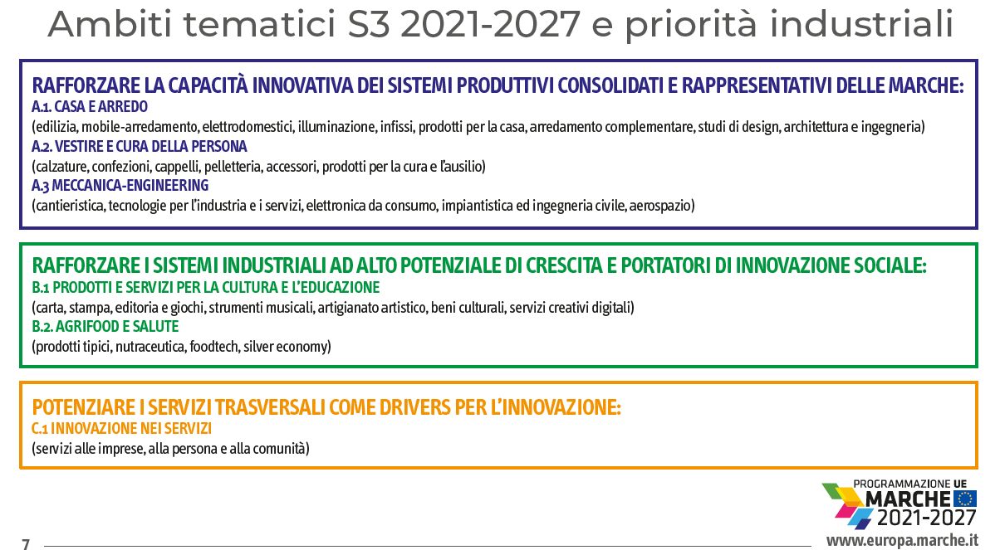 Ambiti tematici S3 2021-2027 e priorità industriali
RAFFORZARE LA CAPACITÀ INNOVATIVA DEI SISTEMI PRODUTTIVI CONSOLIDATI E RAPPRESENTATIVI DELLE MARCHE:
A.1. CASA E ARREDO
(edilizia, mobile-arredamento, elettrodomestici, illuminazione, infissi, prodotti per la casa, arredamento complementare, studi di design, architettura e ingegneria)
A.2. VESTIRE E CURA DELLA PERSONA
(calzature, confezioni, cappelli, pelletteria, accessori, prodotti per la cura e l'ausilio)
A.3 MECCANICA-ENGINEERING
(cantieristica, tecnologie per l'industria e i servizi, elettronica da consumo, impiantistica ed ingegneria civile, aerospazio)
RAFFORZARE I SISTEMI INDUSTRIALI AD ALTO POTENZIALE DI CRESCITA E PORTATORI DI INNOVAZIONE SOCIALE:
B.1 PRODOTTI E SERVIZI PER LA CULTURA E L'EDUCAZIONE
(carta, stampa, editoria e giochi, strumenti musicali, artigianato artistico, beni culturali, servizi creativi digitali)
B.2. AGRIFOOD E SALUTE
(prodotti tipici, nutraceutica, foodtech, silver economy)
POTENZIARE I SERVIZI TRASVERSALI COME DRIVERS PER L'INNOVAZIONE:
C.1 INNOVAZIONE NEI SERVIZI
(servizi alle imprese, alla persona e alla comunità)
PROGRAMMAZIONE UE
MARCHE
2021-2027
www.europa.marche.it
7